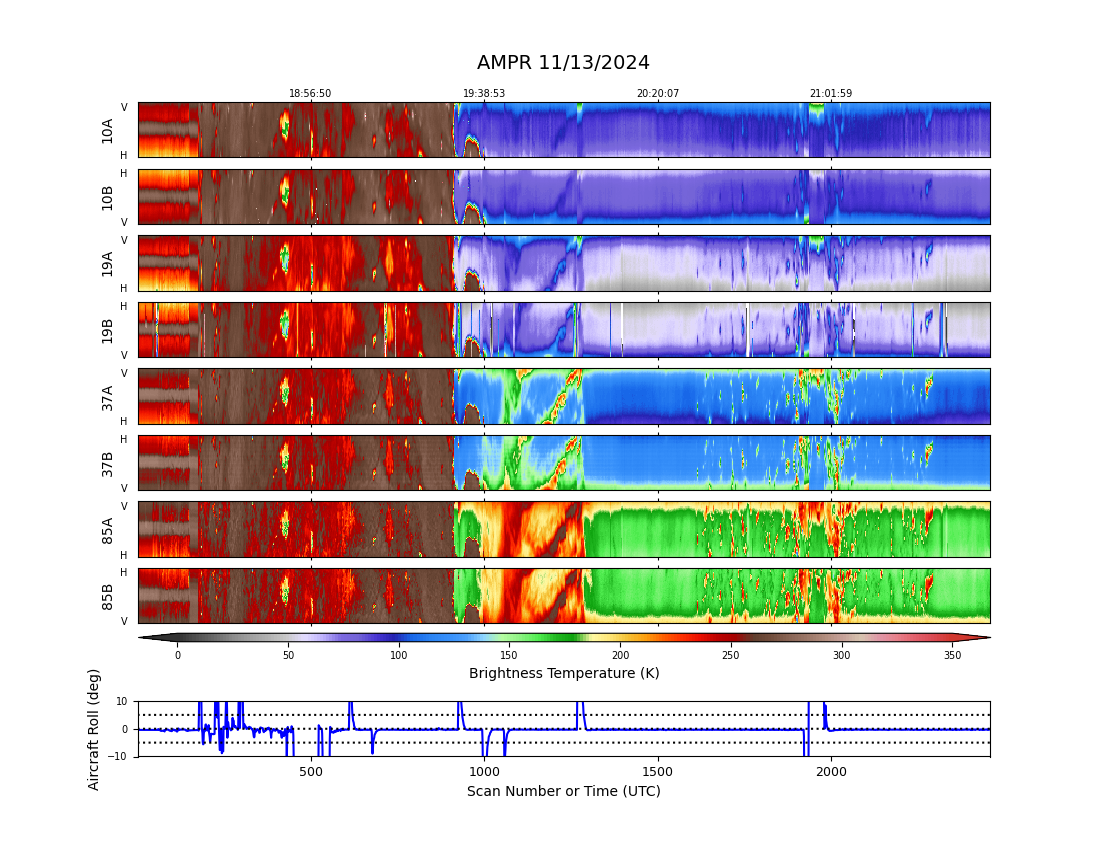 AMPR 11/13/2024
18:56:50 19:38:53 20:20:07 21:01:59
V
10A
H
H
10B
V
V
19A
H
H
19B
V
V
37A
H
H
37B
V
V
85A
H
H
85B
V
0 50 100 150 200 250 300 350
Brightness Temperature (K)
Aircraft Roll (deg)
10
0
−10
500 1000 1500 2000
Scan Number or Time (UTC)